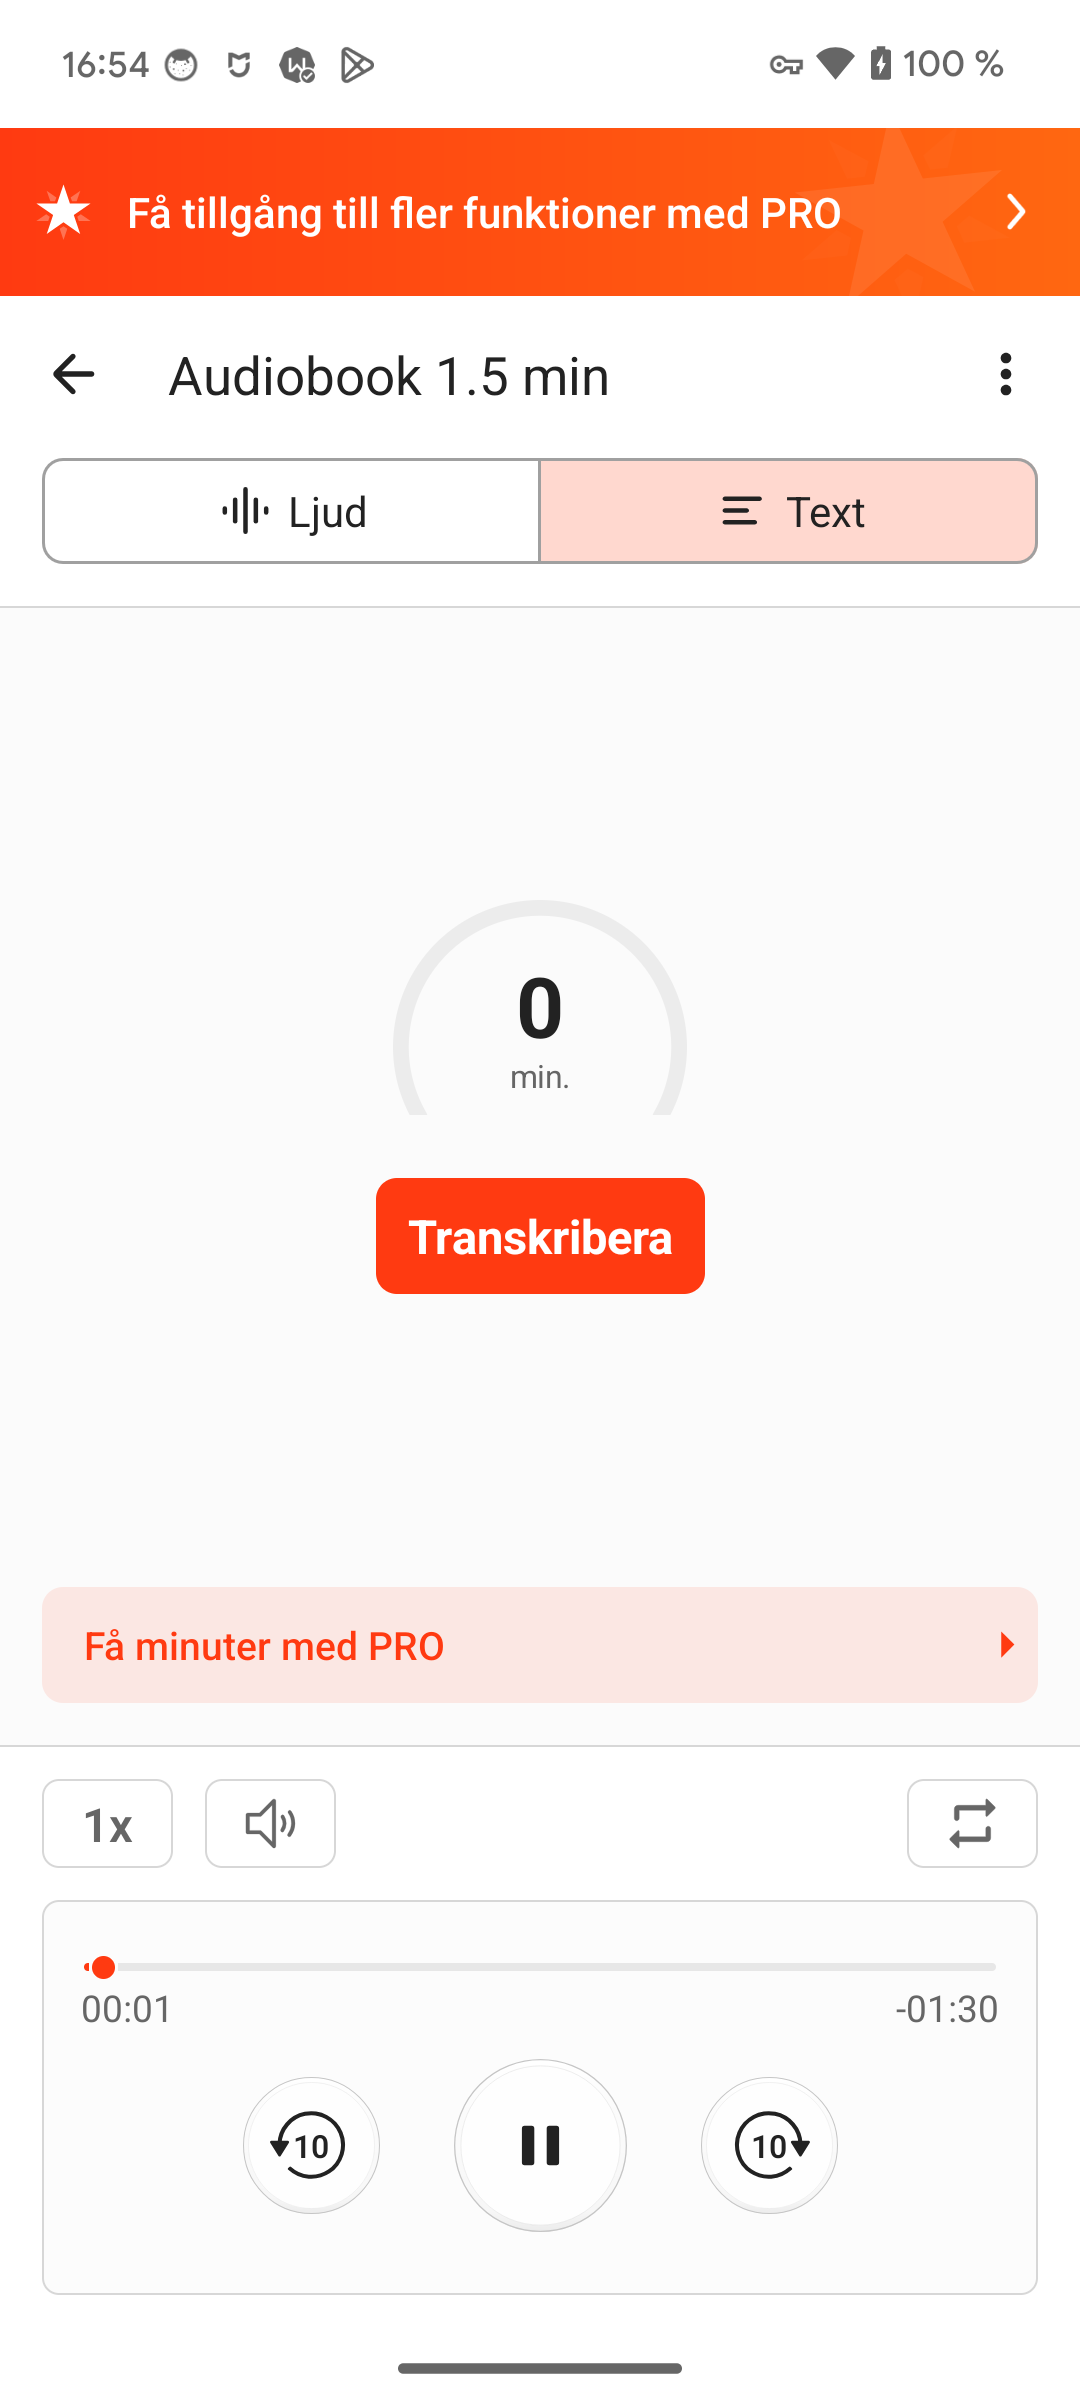 16:54
100 %
Få tillgång till fler funktioner med PRO
Audiobook 1.5 min
Ljud
Text
0
min.
Transkribera
Få minuter med PRO
1x
00:01
-01:30
10
10